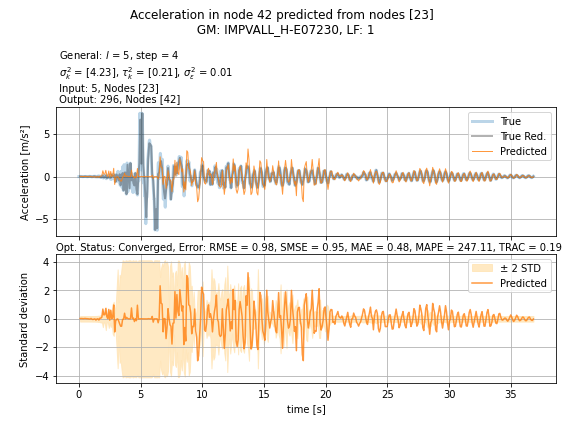 Acceleration in node 42 predicted from nodes [23]
GM: IMPVALL_H-E07230, LF: 1
General: l = 5, step = 4
σ²ₖ = [4.23], τ²ₖ = [0.21], σ²ε = 0.01
Input: 5, Nodes [23]
Output: 296, Nodes [42]
Acceleration [m/s²]
5
0
−5
True
True Red.
Predicted
Opt. Status: Converged, Error: RMSE = 0.98, SMSE = 0.95, MAE = 0.48, MAPE = 247.11, TRAC = 0.19
Standard deviation
4
2
0
−2
−4
± 2 STD
Predicted
0 5 10 15 20 25 30 35
time [s]